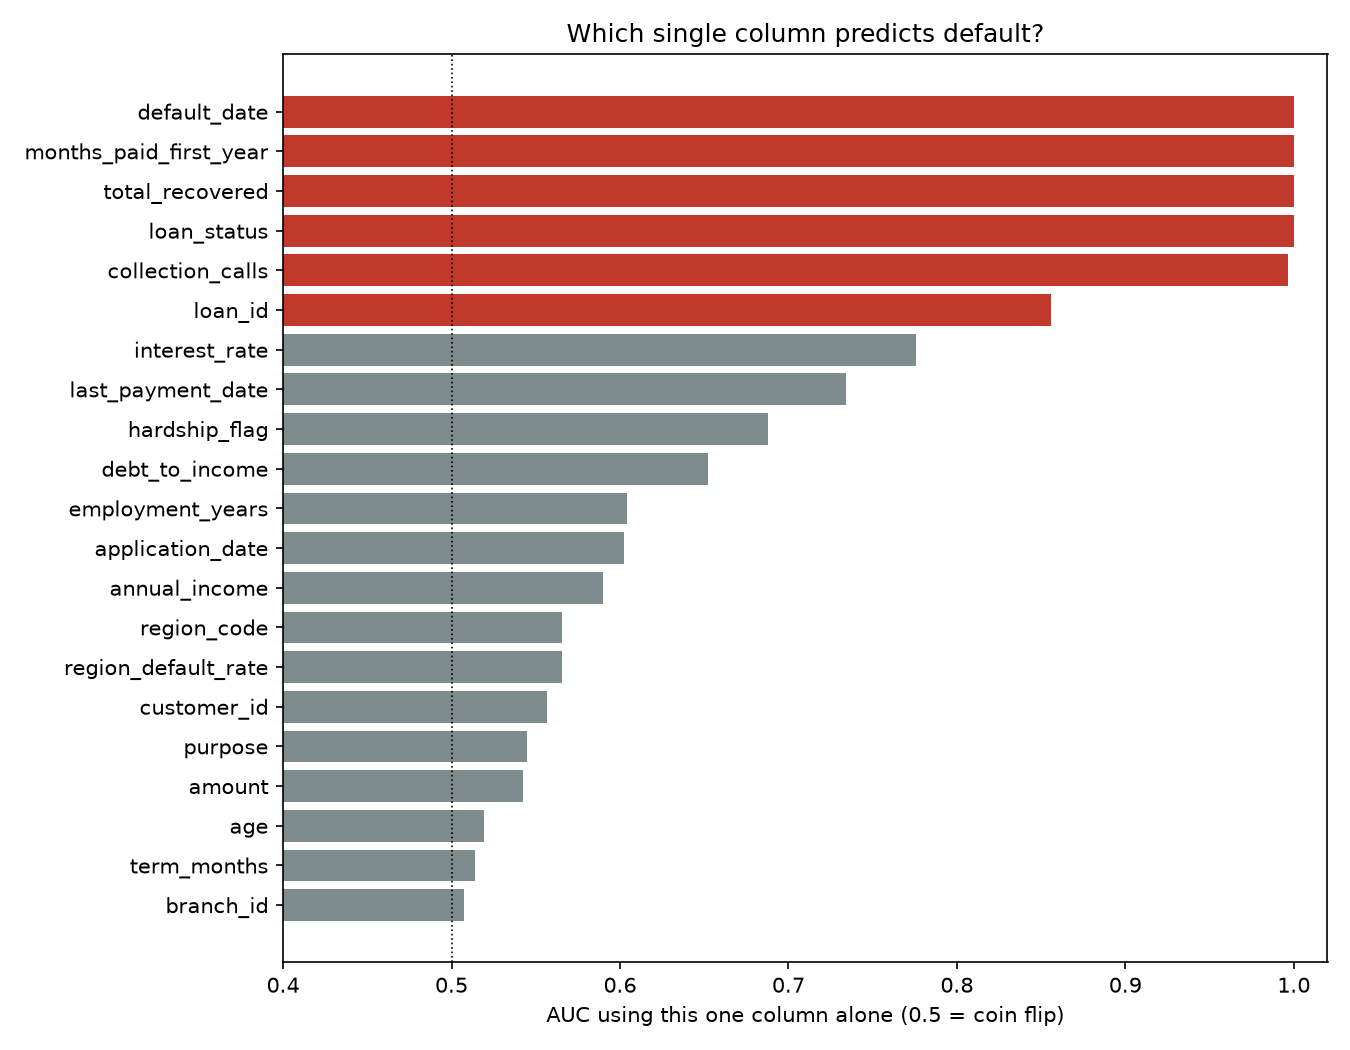 Which single column predicts default?
default_date
months_paid_first_year
total_recovered
loan_status
collection_calls
loan_id
interest_rate
last_payment_date
hardship_flag
debt_to_income
employment_years
application_date
annual_income
region_code
region_default_rate
customer_id
purpose
amount
age
term_months
branch_id
0.4 0.5 0.6 0.7 0.8 0.9 1.0
AUC using this one column alone (0.5 = coin flip)